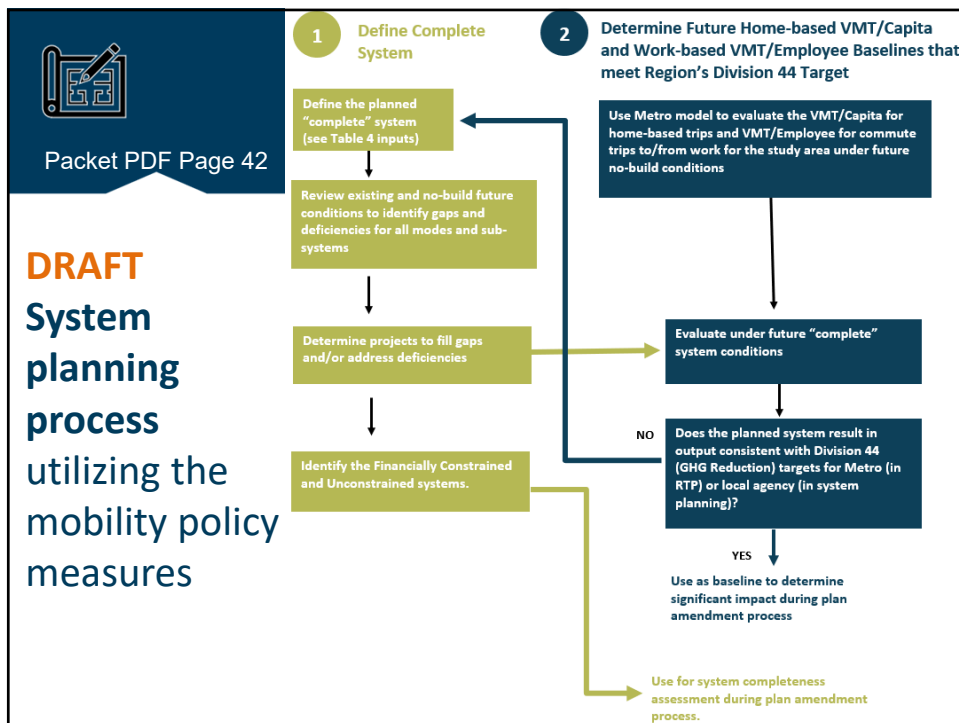 Packet PDF Page 42
DRAFT
System
planning
process
utilizing the
mobility policy
measures
1
Define Complete
System
Define the planned
“complete” system
(see Table 4 inputs)
Review existing and no-build future
conditions to identify gaps and
deficiencies for all modes and sub-
systems
Determine projects to fill gaps
and/or address deficiencies
Identify the Financially Constrained
and Unconstrained systems.
2
Determine Future Home-based VMT/Capita
and Work-based VMT/Employee Baselines that
meet Region’s Division 44 Target
Use Metro model to evaluate the VMT/Capita for
home-based trips and VMT/Employee for commute
trips to/from work for the study area under future
no-build conditions
Evaluate under future “complete”
system conditions
NO
Does the planned system result in
output consistent with Division 44
(GHG Reduction) targets for Metro (in
RTP) or local agency (in system
planning)?
YES
Use as baseline to determine
significant impact during plan
amendment process
Use for system completeness
assessment during plan amendment
process.